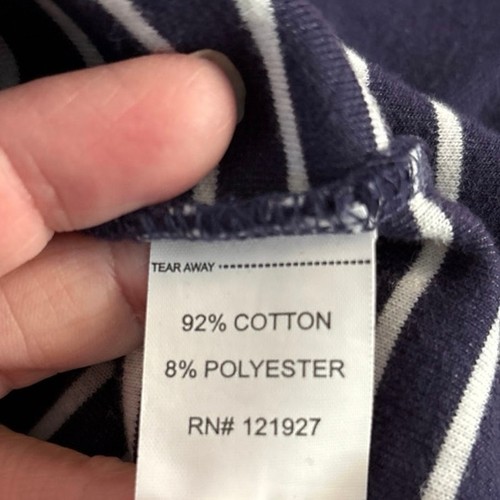 TEAR AWAY
92% COTTON
8% POLYESTER
RN# 121927